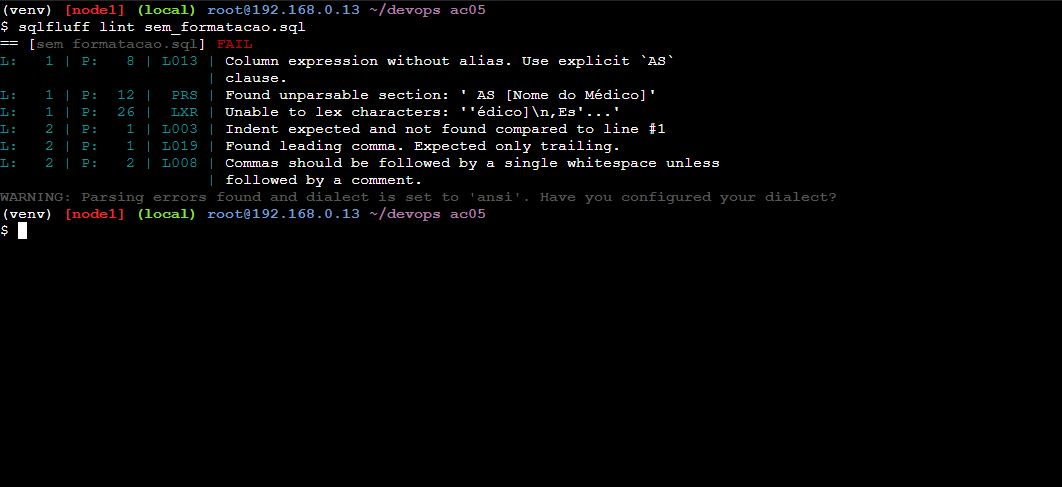 (venv) [node1] (local) root@192.168.0.13 ~/devops ac05
$ sqlfluff lint sem_formatacao.sql
== [sem formatacao.sql] FAIL
L:   1 | P:   8 | L013 | Column expression without alias. Use explicit `AS`
                       | clause.
L:   1 | P:  12 |  PRS | Found unparsable section: ' AS [Nome do Médico]'
L:   1 | P:  26 |  LXR | Unable to lex characters: ''édico]\n,Es'...'
L:   2 | P:   1 | L003 | Indent expected and not found compared to line #1
L:   2 | P:   1 | L019 | Found leading comma. Expected only trailing.
L:   2 | P:   2 | L008 | Commas should be followed by a single whitespace unless
                       | followed by a comment.
WARNING: Parsing errors found and dialect is set to 'ansi'. Have you configured your dialect?
(venv) [node1] (local) root@192.168.0.13 ~/devops ac05
$